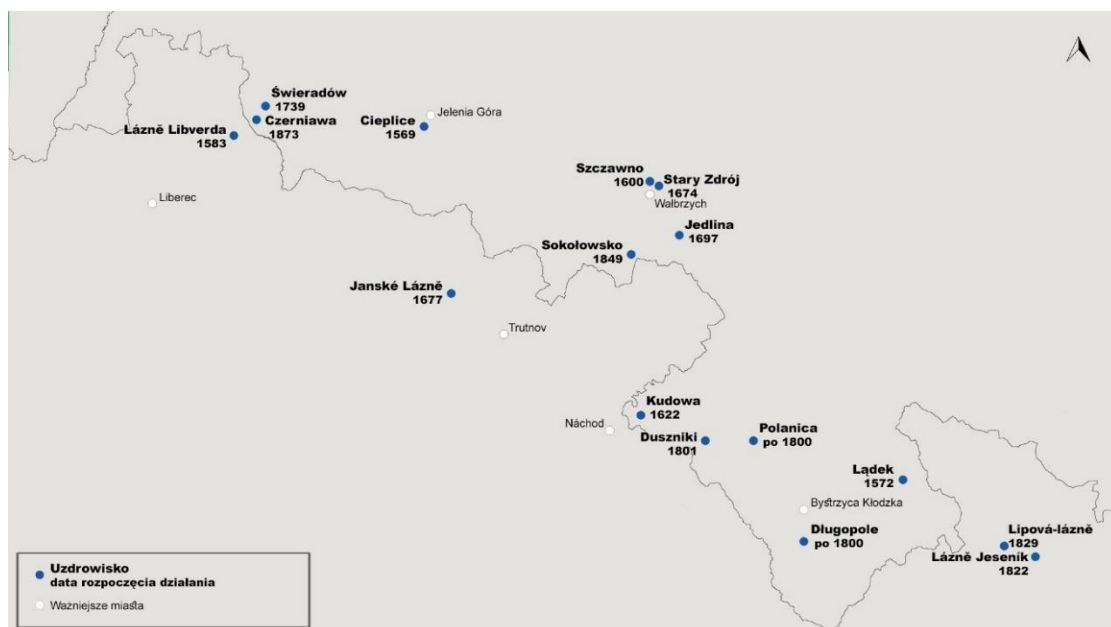 Świeradów
1739
Czerniawa
1873
Lázně Libverda
1583
Cieplice
1569
Jelenia Góra
Liberec
Szczawno
1600
Stary Zdrój
1674
Wałbrzych
Jedlina
1697
Sokołowsko
1849
Janské Lázně
1677
Trutnov
Kudowa
1622
Náchod
Duszniki
1801
Polanica
po 1800
Lądek
1572
Bystrzyca Kłodzka
Długopole
po 1800
Lipová-lázně
1829
Lázně Jeseník
1822
Uzdrowisko
data rozpoczęcia działania
Ważniejsze miasta